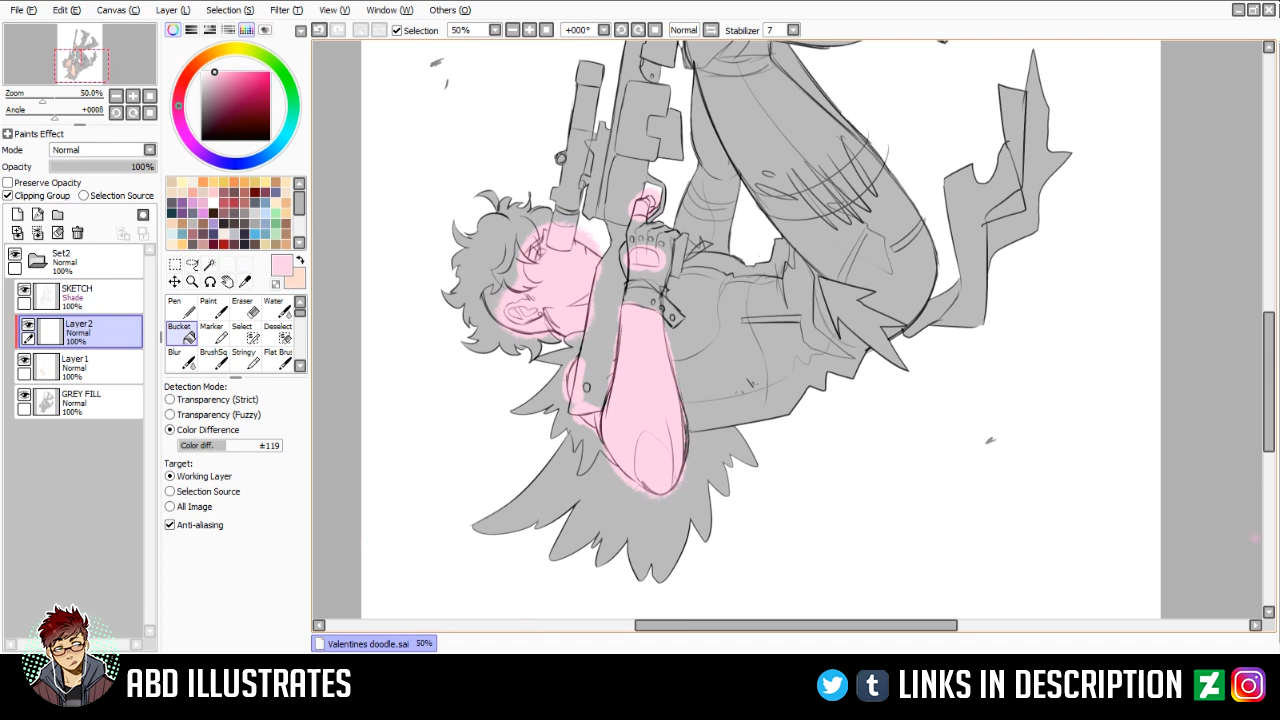 File (F) Edit (E) Canvas (C) Layer (L) Selection (S) Filter (T) View (V) Window (W) Others (O)
Selection 50% +000° Normal Stabilizer 7
Zoom 50.0%
Angle +000ß
Paints Effect
Mode Normal
Opacity 100%
Preserve Opacity
Clipping Group Selection Source
Set2
Normal
100%
SKETCH
Shade
100%
Layer2
Normal
100%
Layer1
Normal
100%
GREY FILL
Normal
100%
Pen Paint Eraser Water
Bucket Marker Select Deselect
Blur BrushSq Stringy Flat Brus
Detection Mode:
Transparency (Strict)
Transparency (Fuzzy)
Color Difference
Color diff. ±119
Target:
Working Layer
Selection Source
All Image
Anti-aliasing
Valentines doodle.sai 50%
ABD ILLUSTRATES
LINKS IN DESCRIPTION